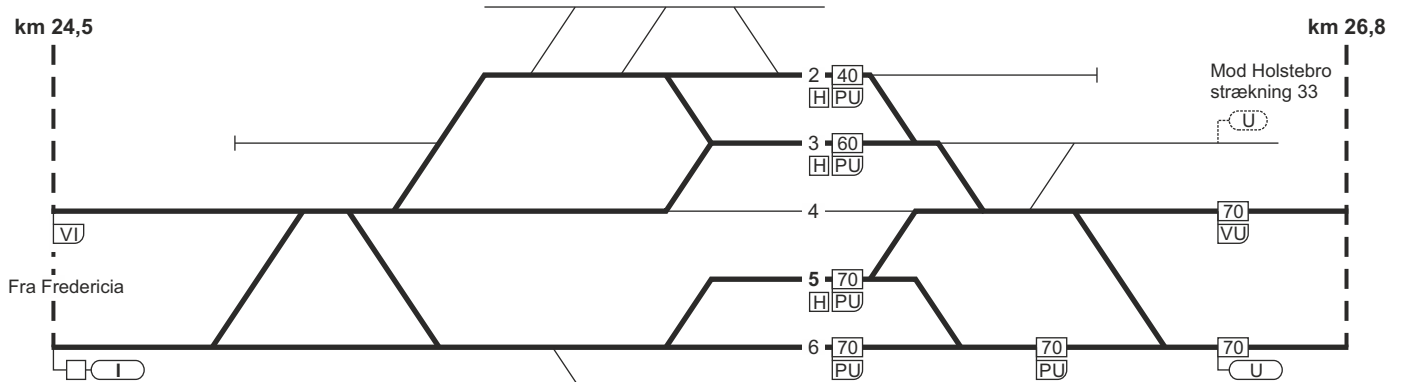 km 24,5
km 26,8
2 40
H PU
Mod Holstebro
strækning 33
U
3 60
H PU
4
70
VI
VU
Fra Fredericia
5 70
H PU
6 70 70 70
I PU PU U